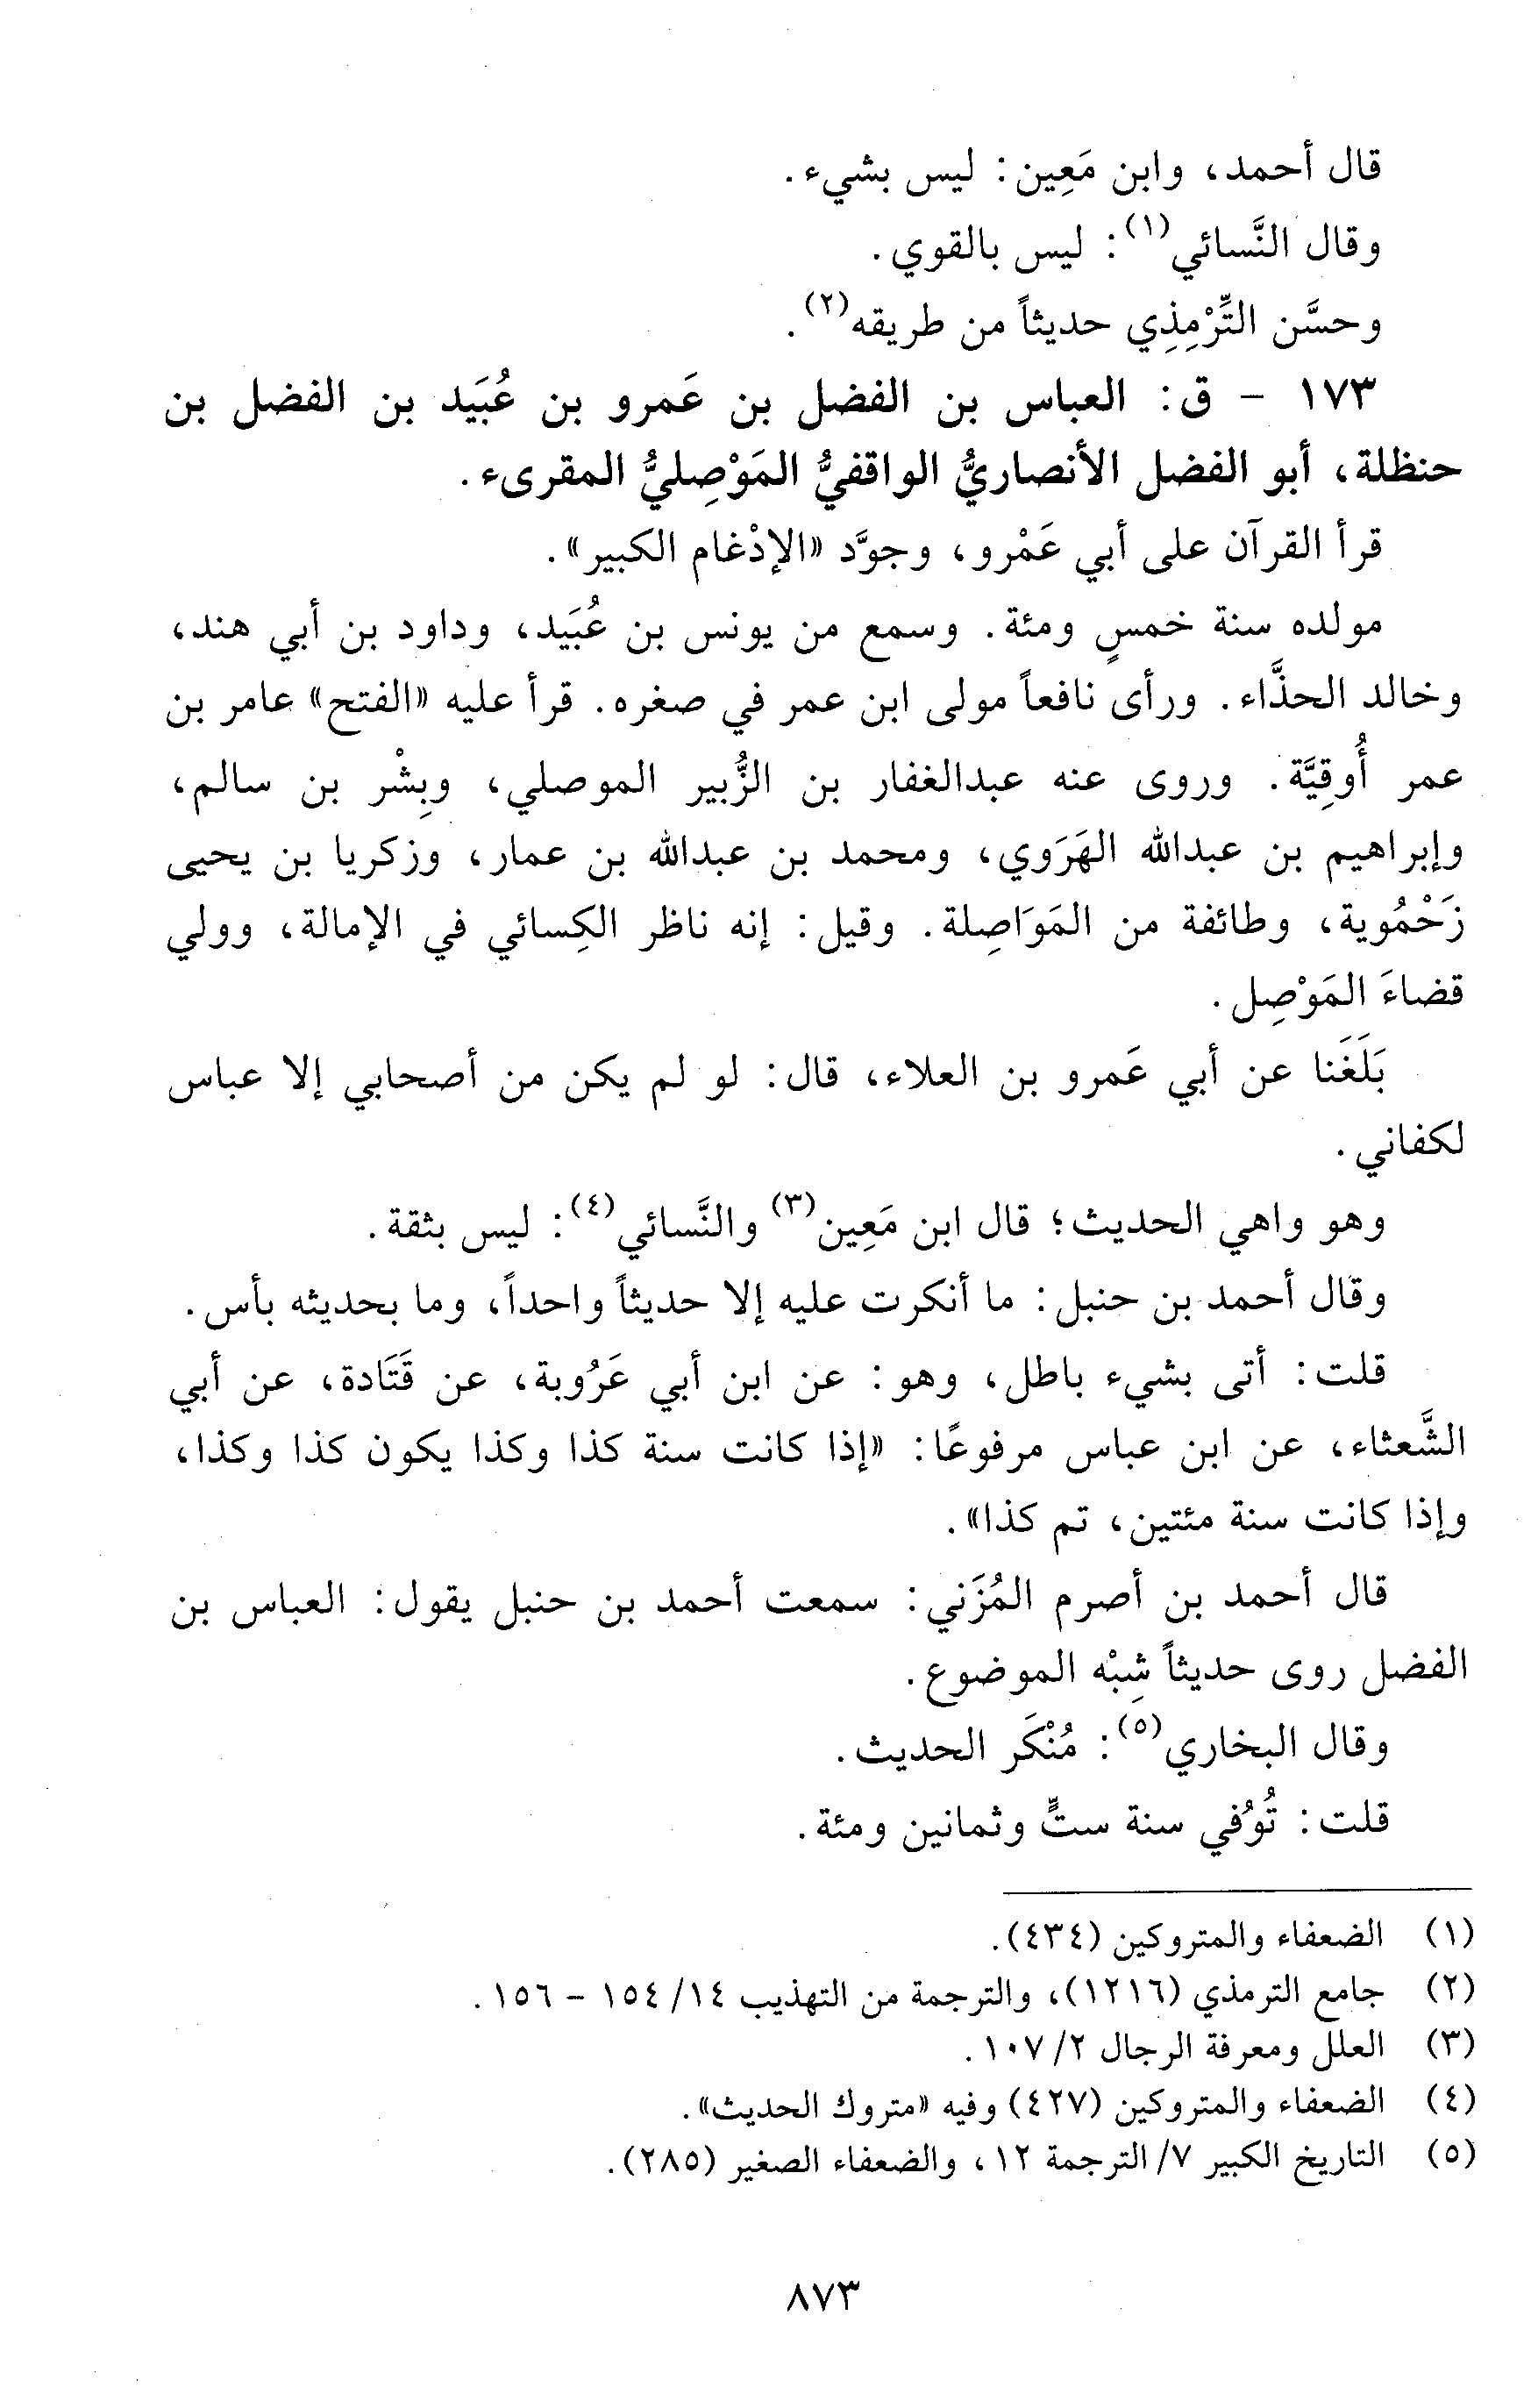 قال أحمد، وابن مَعِين: ليس بشيء.
وقال النَّسائي(١): ليس بالقوي.
وحسَّن التِّرْمِذِي حديثاً من طريقه(٢).
١٧٣ – ق: العباس بن الفضل بن عَمرو بن عُبَيد بن الفضل بن
حنظلة، أبو الفضل الأنصاريُّ الواقفيُّ المَوْصِليُّ المقرىء.
قرأ القرآن على أبي عَمْرو، وجوَّد «الإدْغام الكبير».
مولده سنة خمسٍ ومئة. وسمع من يونس بن عُبَيد، وداود بن أبي هند،
وخالد الحذَّاء. ورأى نافعاً مولى ابن عمر في صغره. قرأ عليه «الفتح» عامر بن
عمر أُوقِيَّة. وروى عنه عبدالغفار بن الزُّبير الموصلي، وبِشْر بن سالم،
وإبراهيم بن عبدالله الهَرَوي، ومحمد بن عبدالله بن عمار، وزكريا بن يحيى
زَحْمُوية، وطائفة من المَوَاصِلة. وقيل: إنه ناظر الكِسائي في الإمالة، وولي
قضاءَ المَوْصِل.
بَلَغَنا عن أبي عَمرو بن العلاء، قال: لو لم يكن من أصحابي إلا عباس
لكفاني.
وهو واهي الحديث؛ قال ابن مَعِين(٣) والنَّسائي(٤): ليس بثقة.
وقال أحمد بن حنبل: ما أنكرت عليه إلا حديثاً واحداً، وما بحديثه بأس.
قلت: أتى بشيء باطل، وهو: عن ابن أبي عَرُوبة، عن قَتَادة، عن أبي
الشَّعثاء، عن ابن عباس مرفوعًا: «إذا كانت سنة كذا وكذا يكون كذا وكذا،
وإذا كانت سنة مئتين، تم كذا».
قال أحمد بن أصرم المُزَني: سمعت أحمد بن حنبل يقول: العباس بن
الفضل روى حديثاً شِبْه الموضوع.
وقال البخاري(٥): مُنْكَر الحديث.
قلت: تُوُفي سنة ستٍّ وثمانين ومئة.
(١) الضعفاء والمتروكين (٤٣٤).
(٢) جامع الترمذي (١٢١٦)، والترجمة من التهذيب ١٤/ ١٥٤ – ١٥٦.
(٣) العلل ومعرفة الرجال ٢/ ١٠٧.
(٤) الضعفاء والمتروكين (٤٢٧) وفيه «متروك الحديث».
(٥) التاريخ الكبير ٧/ الترجمة ١٢، والضعفاء الصغير (٢٨٥).
٨٧٣